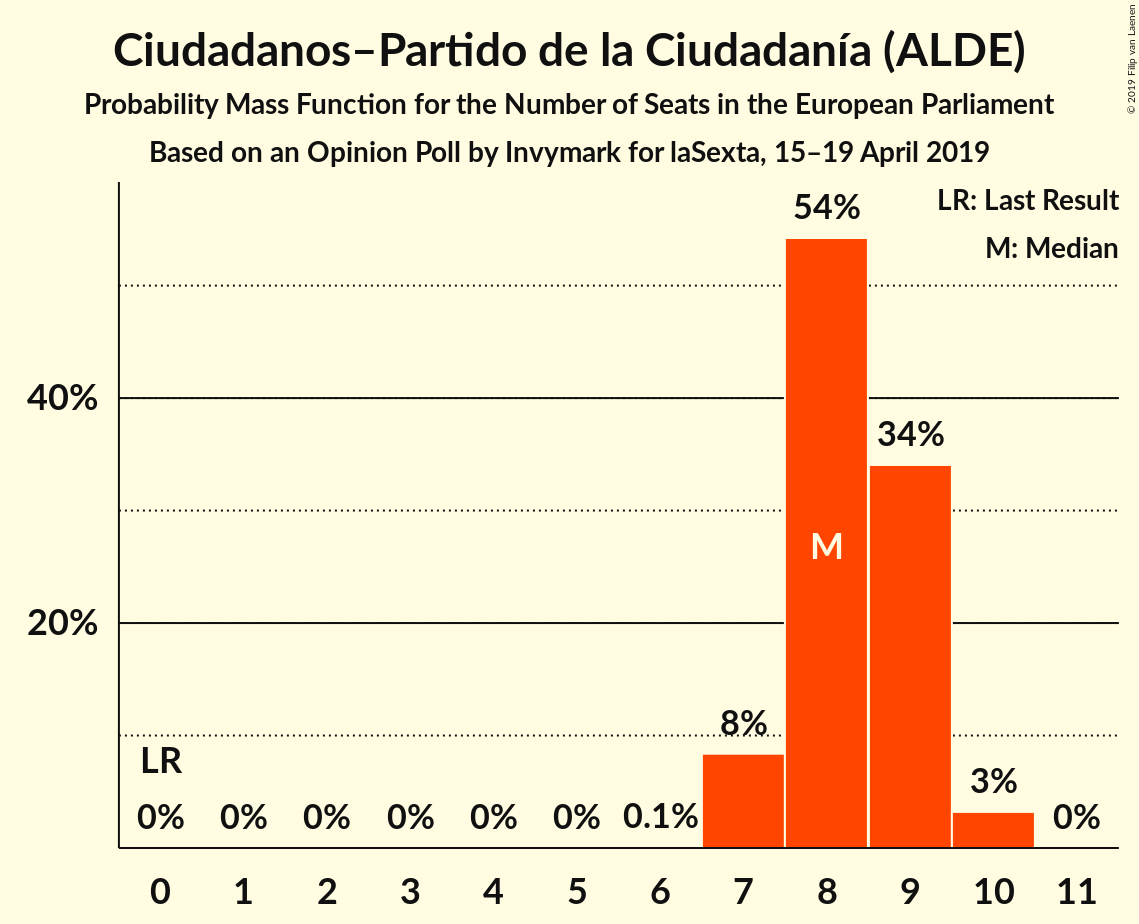 Ciudadanos–Partido de la Ciudadanía (ALDE)
Probability Mass Function for the Number of Seats in the European Parliament
Based on an Opinion Poll by Invymark for laSexta, 15–19 April 2019
© 2019 Filip van Laenen
LR: Last Result
M: Median
54%
40%
34%
M
20%
8%
LR
3%
0% 0% 0% 0% 0% 0% 0.1% 0%
0 1 2 3 4 5 6 7 8 9 10 11